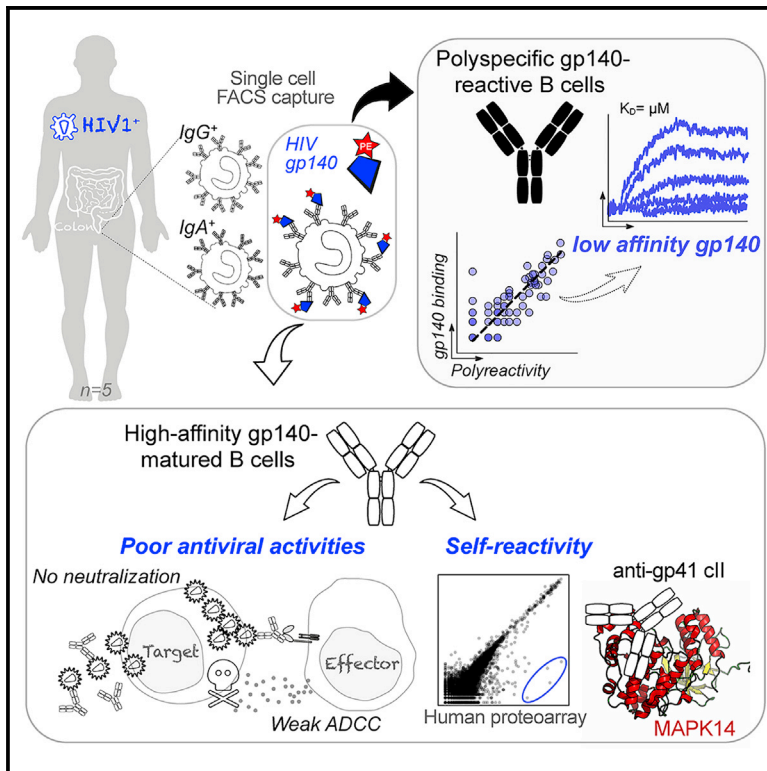 HIV1+
Colon
n=5
IgG+
IgA+
Single cell
FACS capture
HIV
gp140
PE
Polyspecific gp140-
reactive B cells
KD= µM
low affinity gp140
gp140 binding
Polyreactivity
High-affinity gp140-
matured B cells
Poor antiviral activities
No neutralization
Target
Effector
Weak ADCC
Self-reactivity
Human proteoarray
anti-gp41 cII
MAPK14